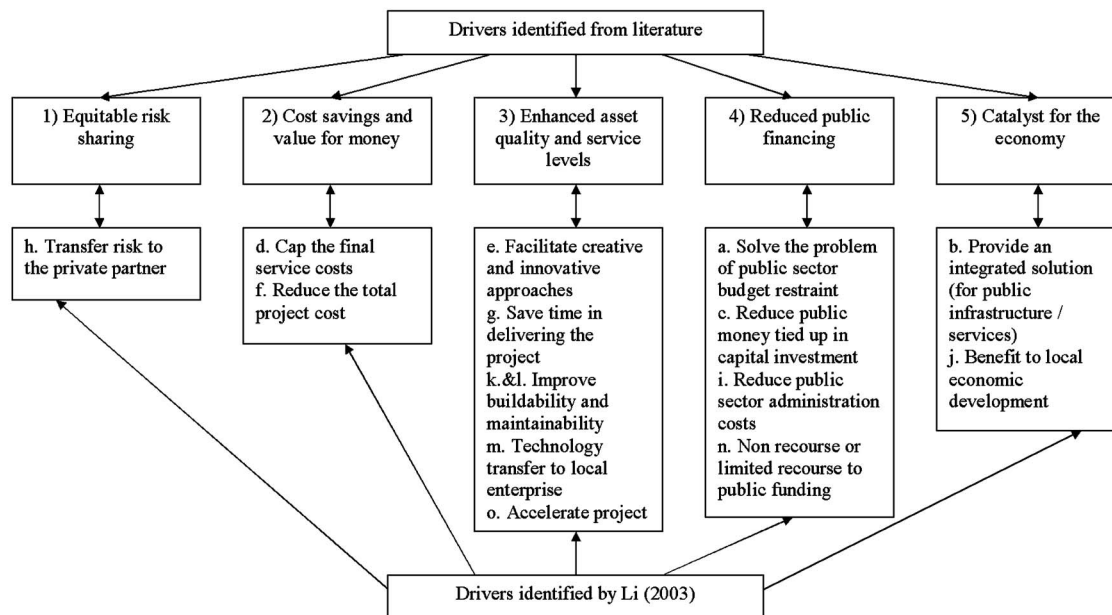 Drivers identified from literature
1) Equitable risk
sharing
2) Cost savings and
value for money
3) Enhanced asset
quality and service
levels
4) Reduced public
financing
5) Catalyst for the
economy
h. Transfer risk to
the private partner
d. Cap the final
service costs
f. Reduce the total
project cost
e. Facilitate creative
and innovative
approaches
g. Save time in
delivering the
project
k.&l. Improve
buildability and
maintainability
m. Technology
transfer to local
enterprise
o. Accelerate project
a. Solve the problem
of public sector
budget restraint
c. Reduce public
money tied up in
capital investment
i. Reduce public
sector administration
costs
n. Non recourse or
limited recourse to
public funding
b. Provide an
integrated solution
(for public
infrastructure /
services)
j. Benefit to local
economic
development
Drivers identified by Li (2003)